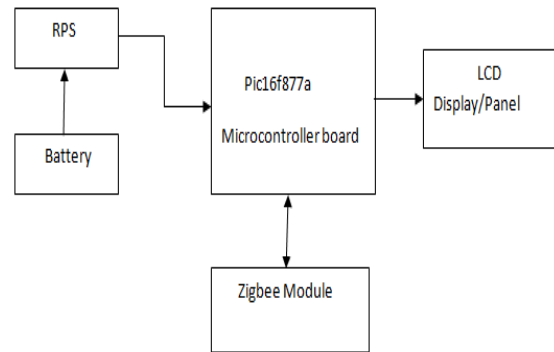 RPS
Battery
Pic16f877a
Microcontroller board
LCD
Display/Panel
Zigbee Module